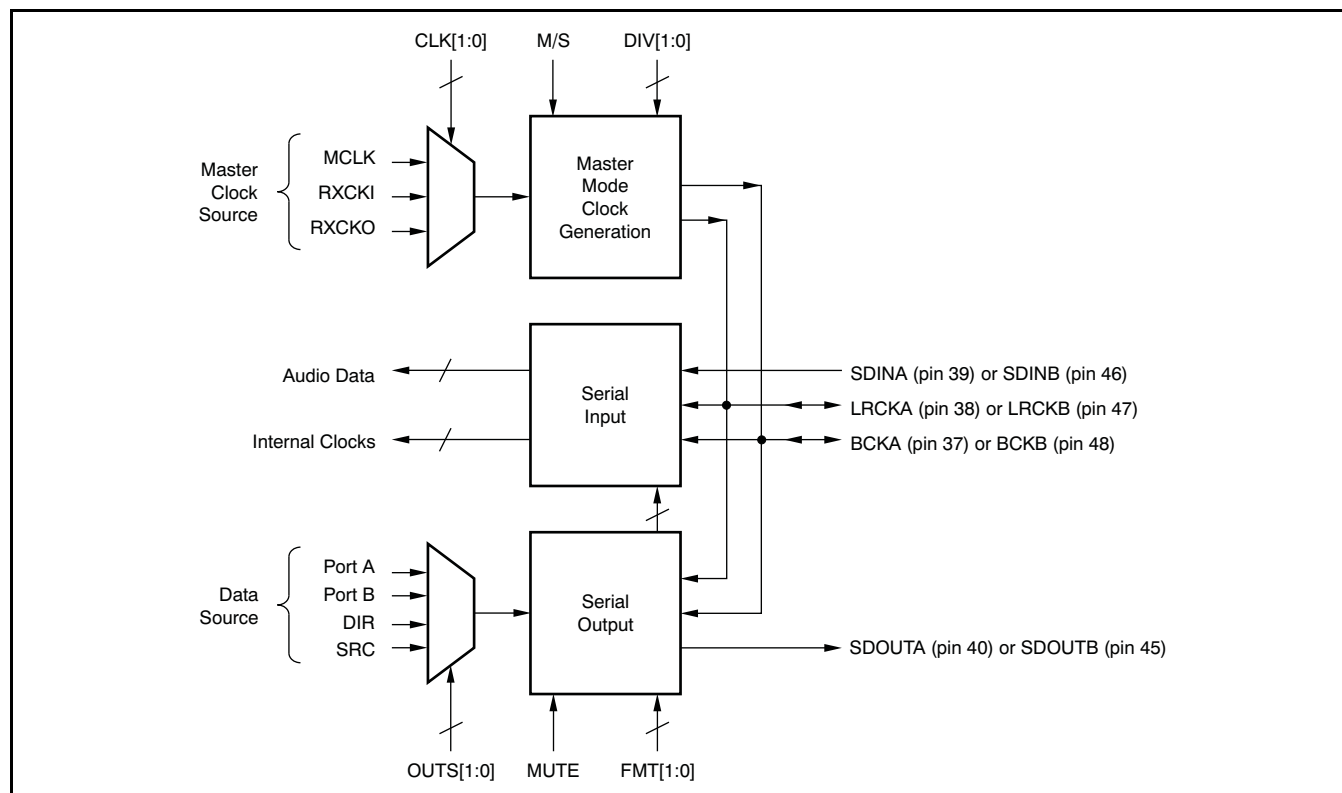 CLK[1:0]
M/S
DIV[1:0]
Master
Clock
Source
MCLK
RXCKI
RXCKO
Master
Mode
Clock
Generation
Audio Data
Internal Clocks
Serial
Input
SDINA (pin 39) or SDINB (pin 46)
LRCKA (pin 38) or LRCKB (pin 47)
BCKA (pin 37) or BCKB (pin 48)
Data
Source
Port A
Port B
DIR
SRC
Serial
Output
SDOUTA (pin 40) or SDOUTB (pin 45)
OUTS[1:0]
MUTE
FMT[1:0]